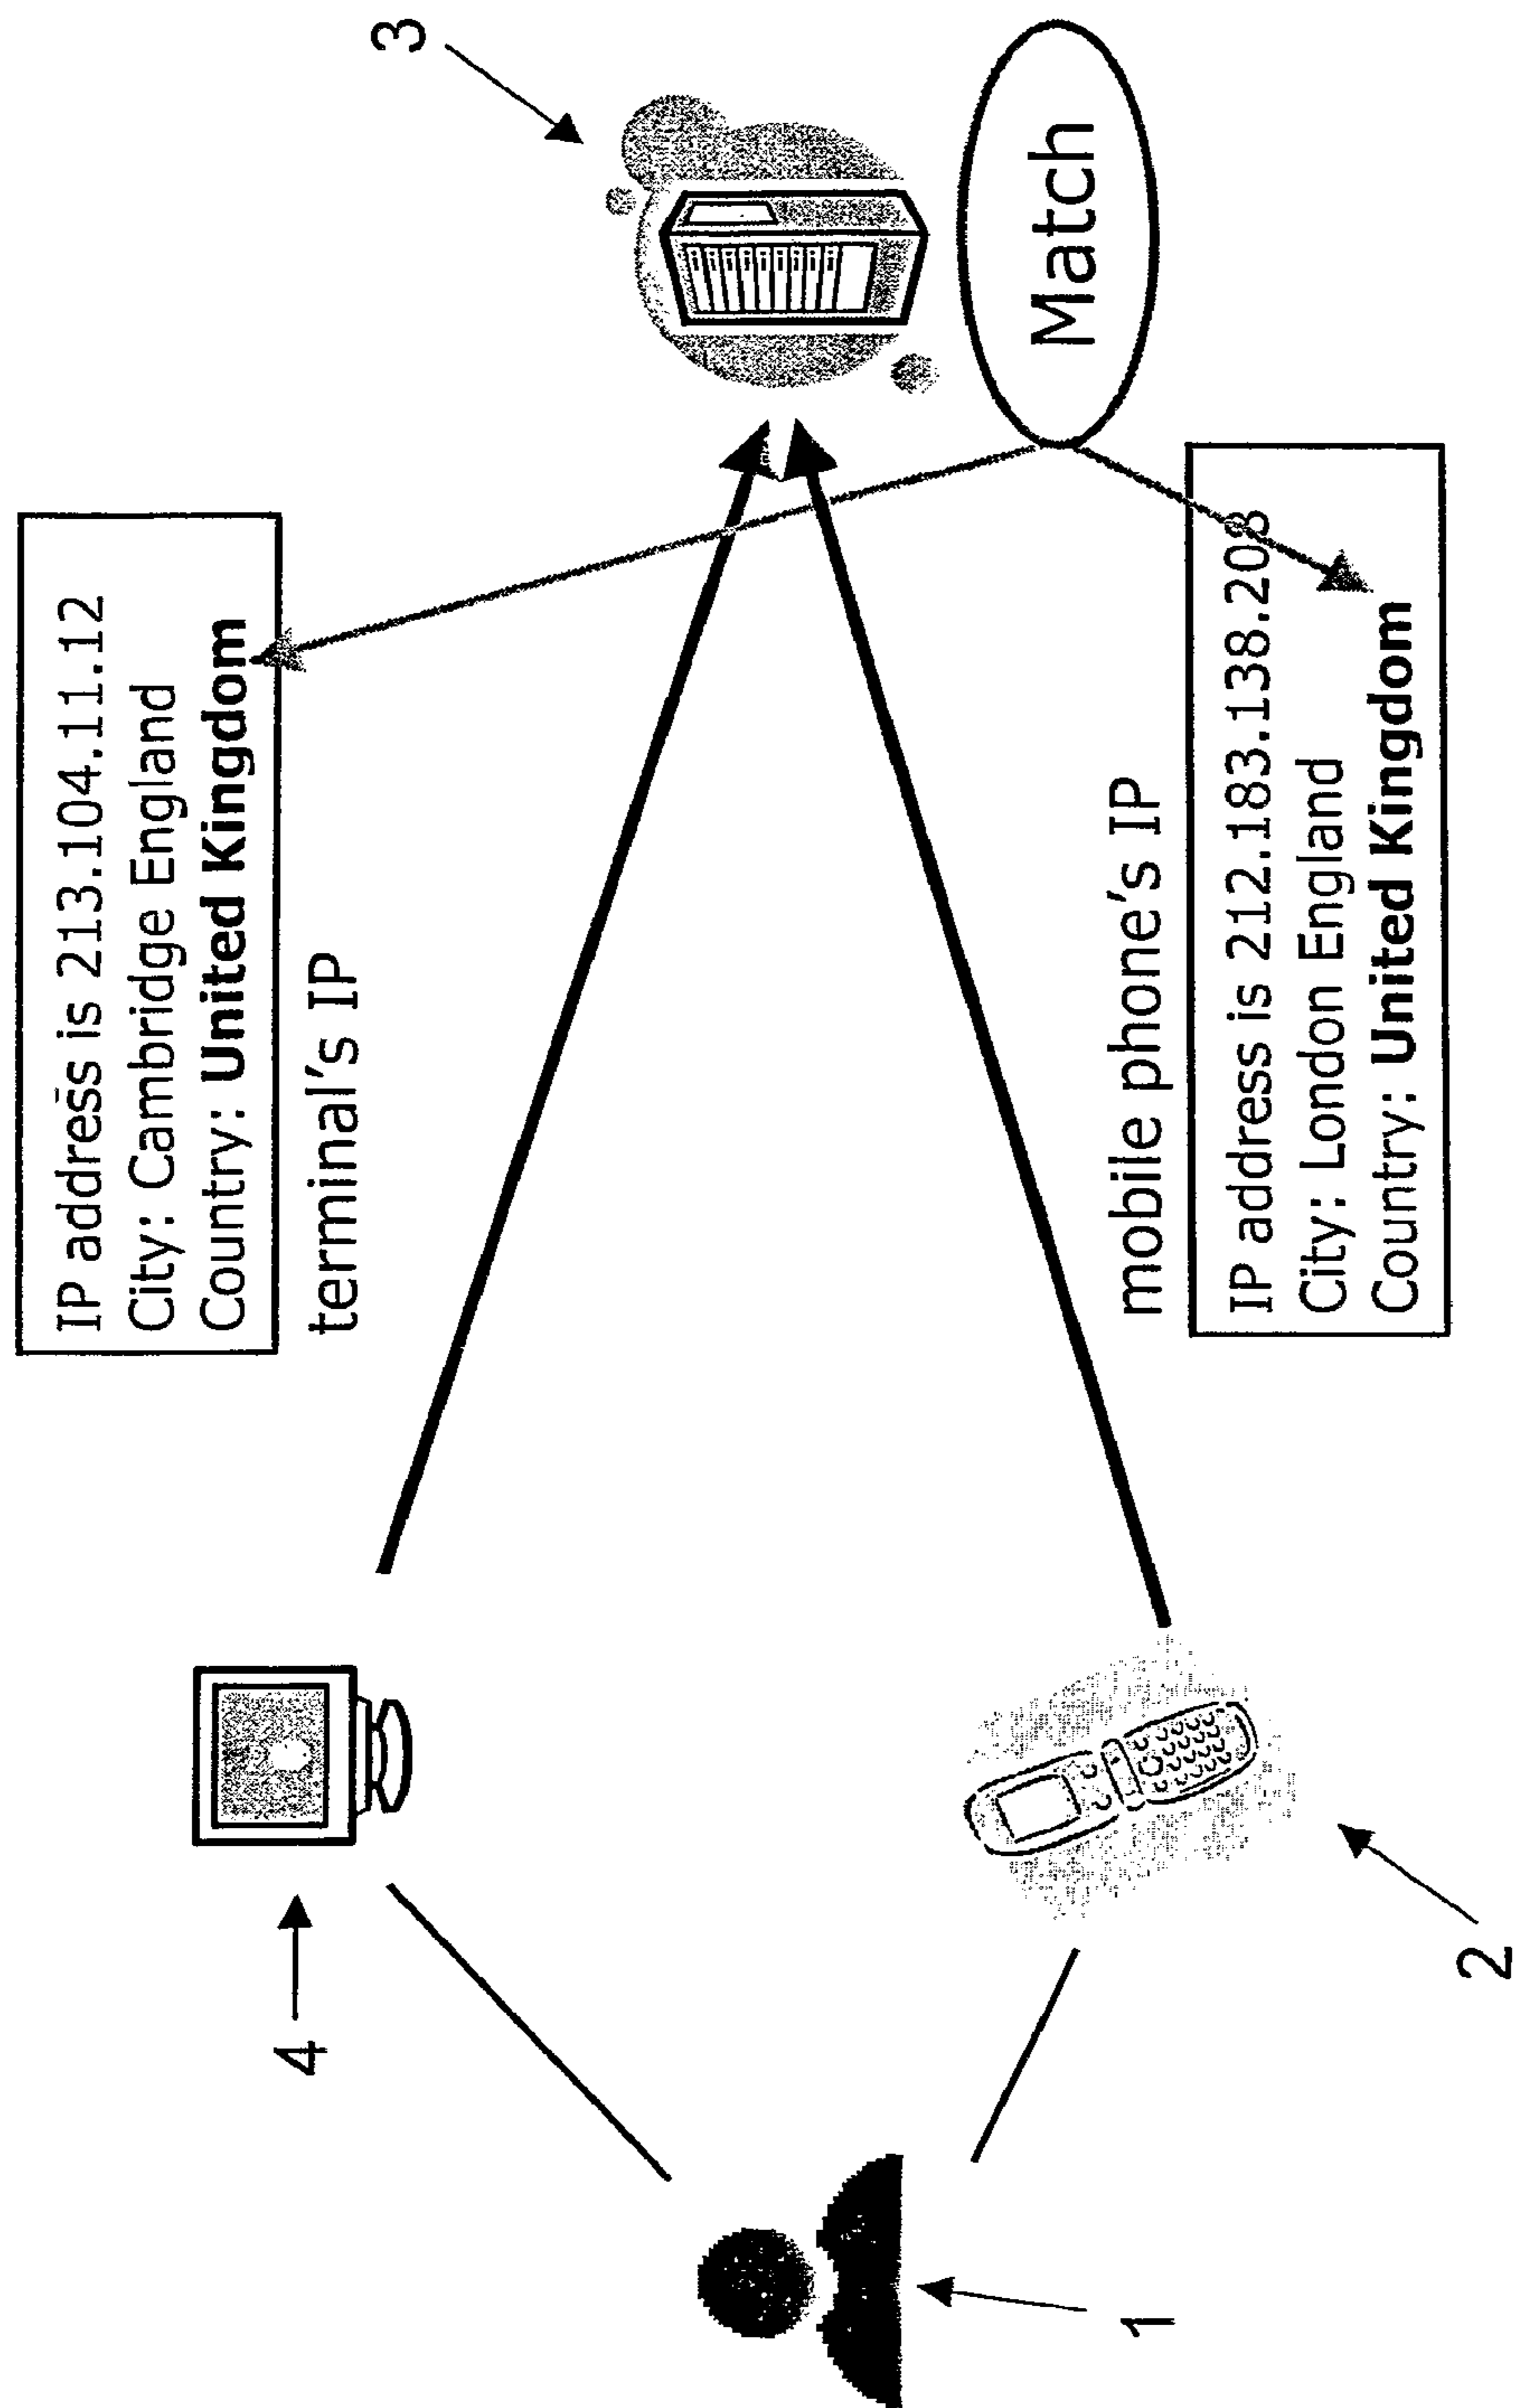 IP address is 213.104.11.12
City: Cambridge England
Country: United Kingdom
4
terminal's IP
3
Match
mobile phone's IP
1
IP address is 212.183.138.208
City: London England
Country: United Kingdom
2